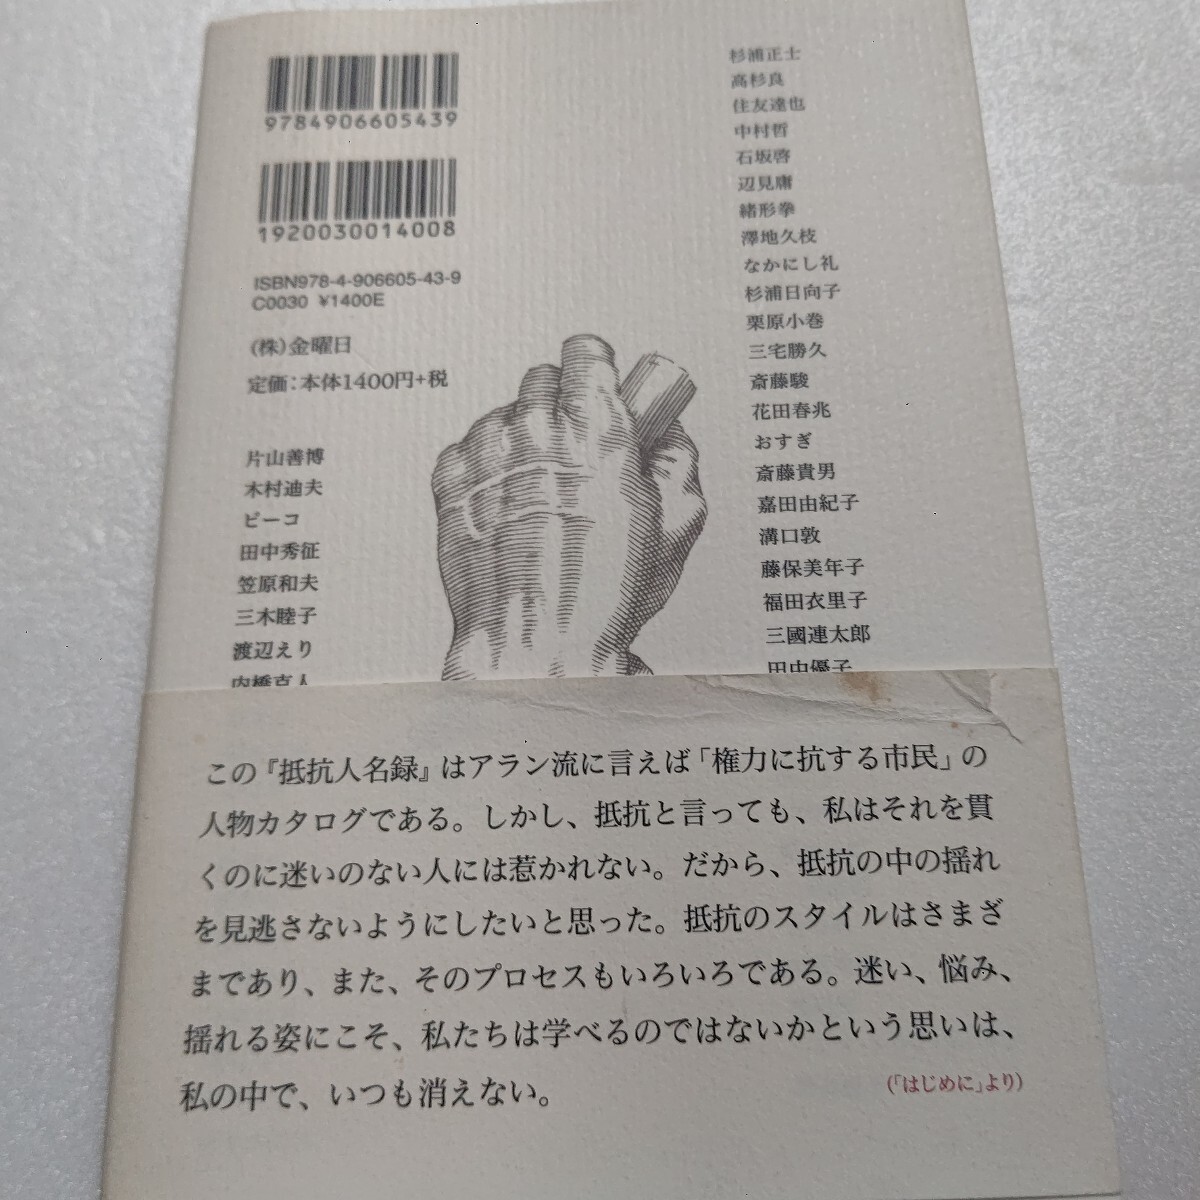 9784906605439
1920030014008
ISBN978-4-906605-43-9
C0030 ¥1400E
(株)金曜日
定価：本体1400円+税
片山善博
木村迪夫
ピーコ
田中秀征
笠原和夫
三木睦子
渡辺えり
内橋克人
杉浦正士
高杉良
住友達也
中村哲
石坂啓
辺見庸
緒形拳
澤地久枝
なかにし礼
杉浦日向子
栗原小巻
三宅勝久
斎藤駿
花田春兆
おすぎ
斎藤貴男
嘉田由紀子
溝口敦
藤保美年子
福田衣里子
三國連太郎
田中優子
この『抵抗人名録』はアラン流に言えば「権力に抗する市民」の
人物カタログである。しかし、抵抗と言っても、私はそれを貫
くのに迷いのない人には惹かれない。だから、抵抗の中の揺れ
を見逃さないようにしたいと思った。抵抗のスタイルはさまざ
まであり、また、そのプロセスもいろいろである。迷い、悩み、
揺れる姿にこそ、私たちは学べるのではないかという思いは、
私の中で、いつも消えない。
(「はじめに」より)